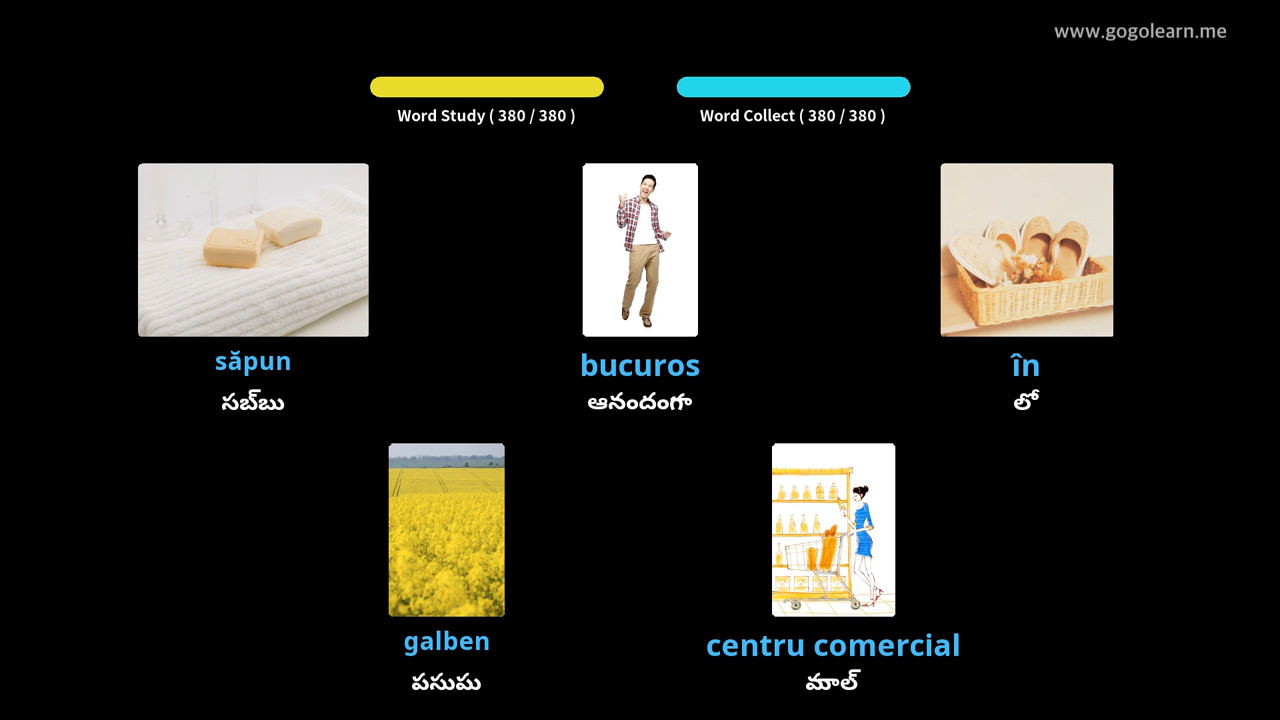 www.gogolearn.me
Word Study ( 380 / 380 )
Word Collect ( 380 / 380 )
săpun
సబ్‌బు
bucuros
ఆనందంగా
în
లో
galben
పసుపు
centru comercial
మాల్